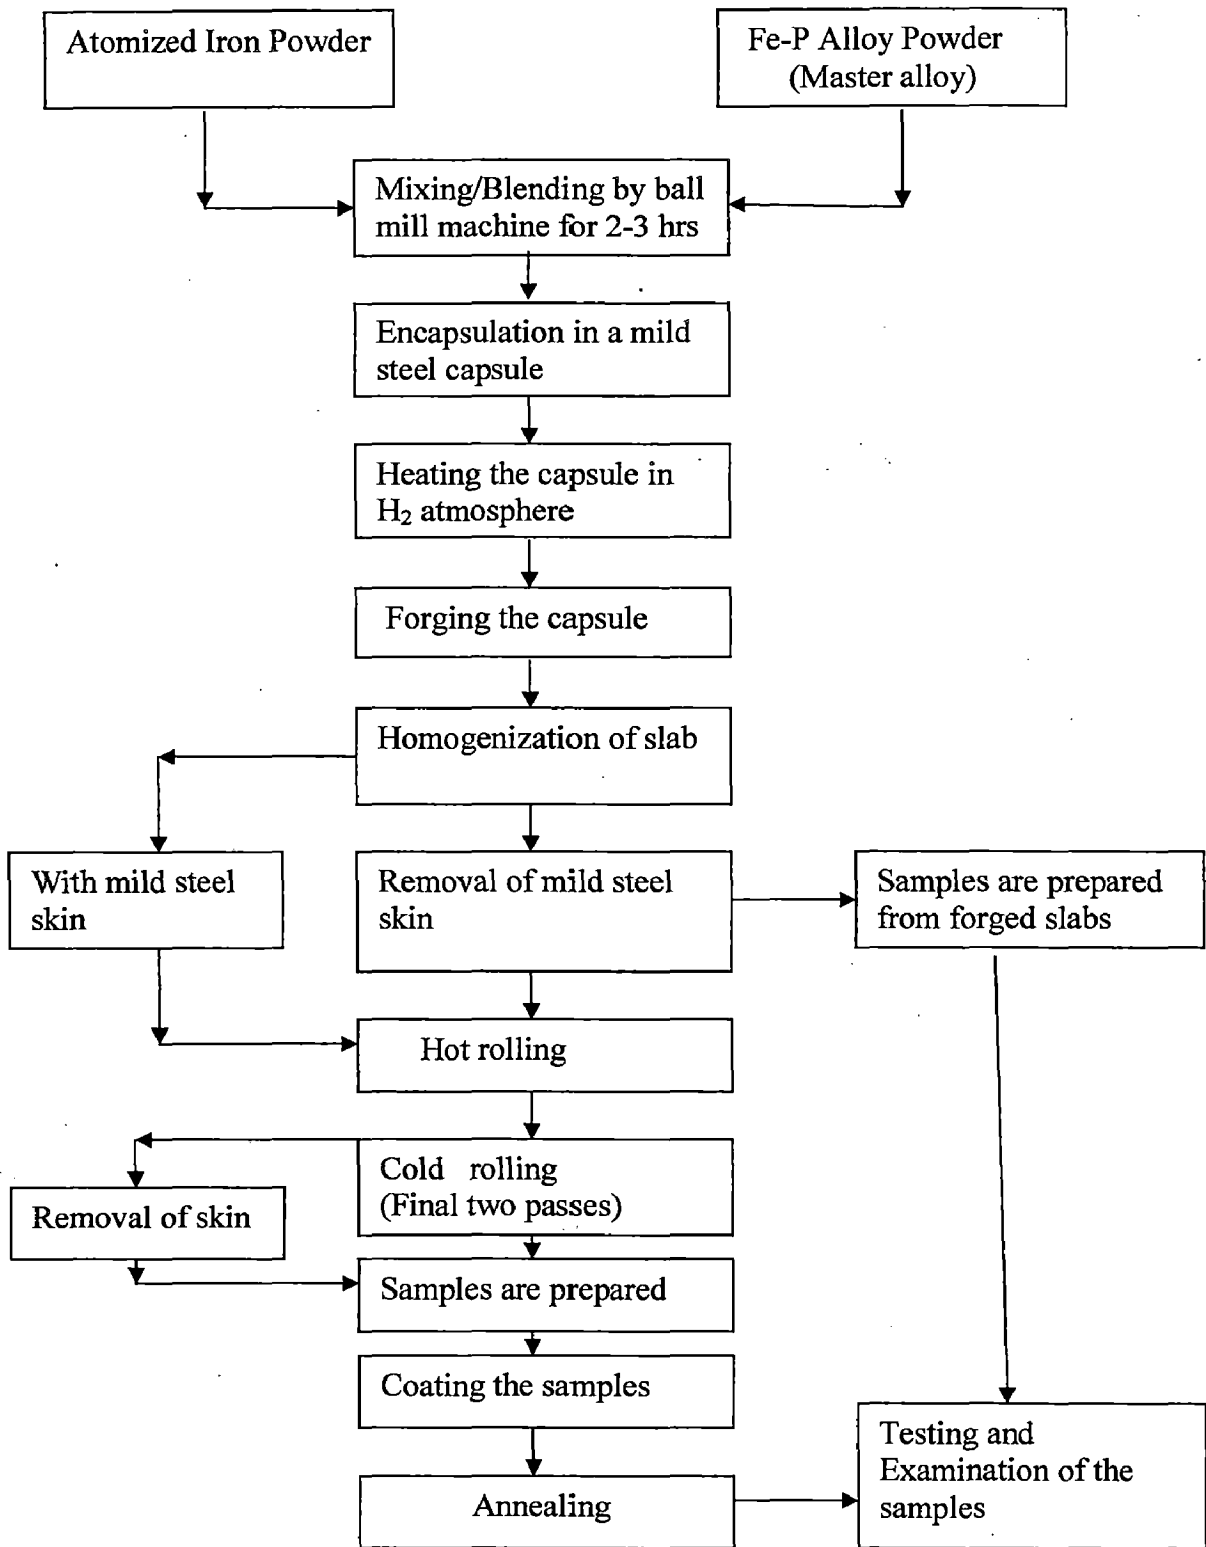 Atomized Iron Powder
Fe-P Alloy Powder
(Master alloy)
Mixing/Blending by ball
mill machine for 2-3 hrs
Encapsulation in a mild
steel capsule
Heating the capsule in
H₂ atmosphere
Forging the capsule
Homogenization of slab
With mild steel
skin
Removal of mild steel
skin
Samples are prepared
from forged slabs
Hot rolling
Cold rolling
(Final two passes)
Removal of skin
Samples are prepared
Coating the samples
Testing and
Examination of the
samples
Annealing